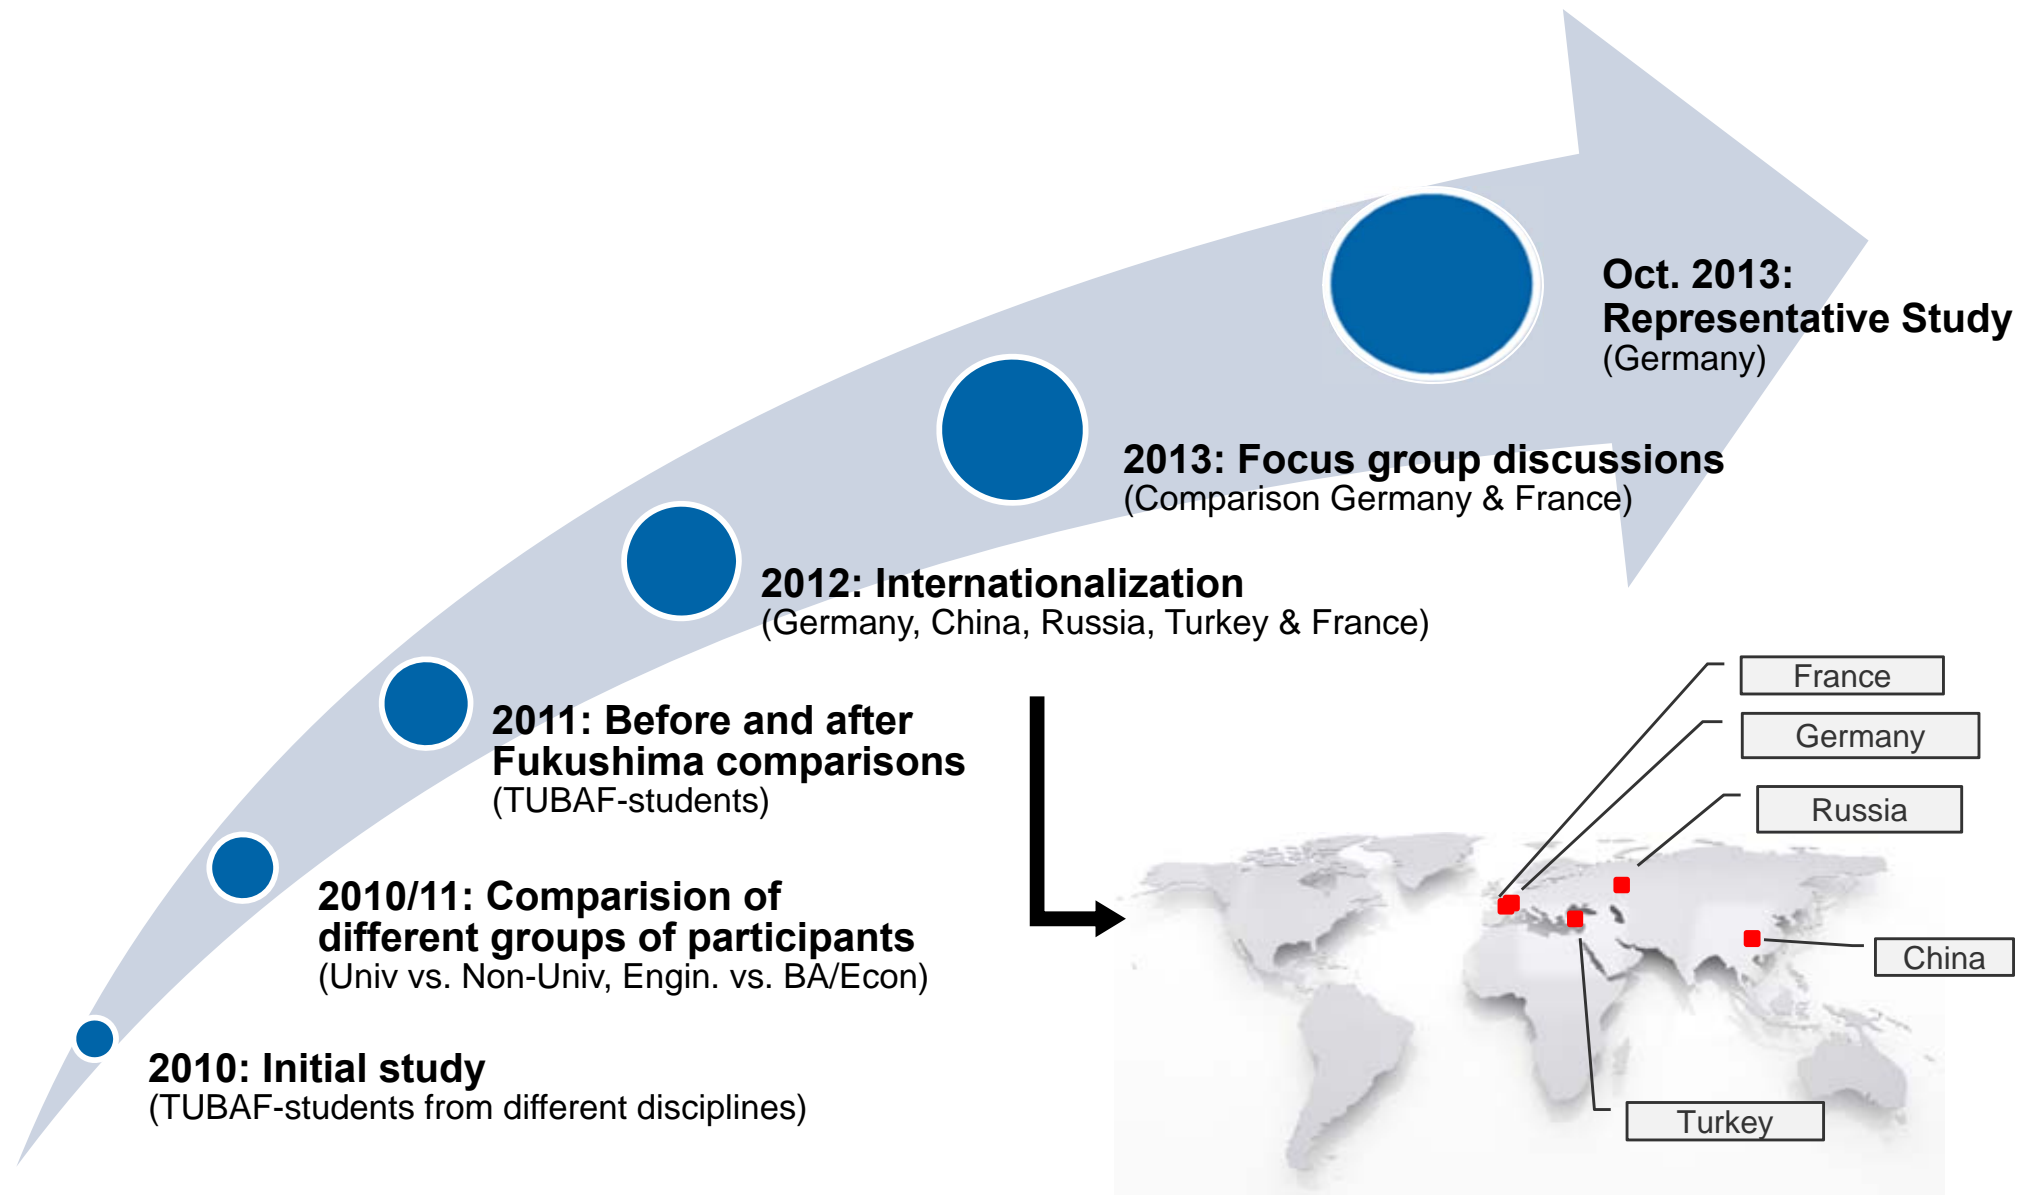 Oct. 2013:
Representative Study
(Germany)
2013: Focus group discussions
(Comparison Germany & France)
2012: Internationalization
(Germany, China, Russia, Turkey & France)
2011: Before and after
Fukushima comparisons
(TUBAF-students)
2010/11: Comparision of
different groups of participants
(Univ vs. Non-Univ, Engin. vs. BA/Econ)
2010: Initial study
(TUBAF-students from different disciplines)
France
Germany
Russia
China
Turkey